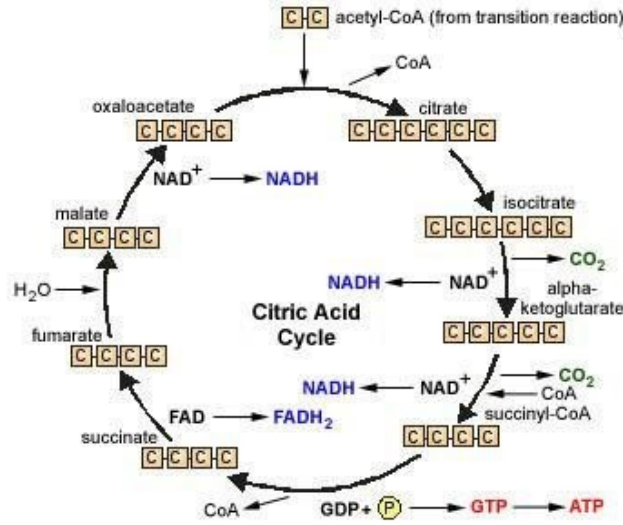 C C acetyl-CoA (from transition reaction)
CoA
oxaloacetate
C C C C
citrate
C C C C C C
NAD+ NADH
isocitrate
C C C C C C
malate
C C C C
CO2
NADH NAD+
alpha-
ketoglutarate
H2O
Citric Acid
Cycle
C C C C C
fumarate
C C C C
NADH NAD+
CO2
CoA
succinyl-CoA
C C C C
FAD FADH2
succinate
C C C C
CoA
GDP+ P GTP ATP